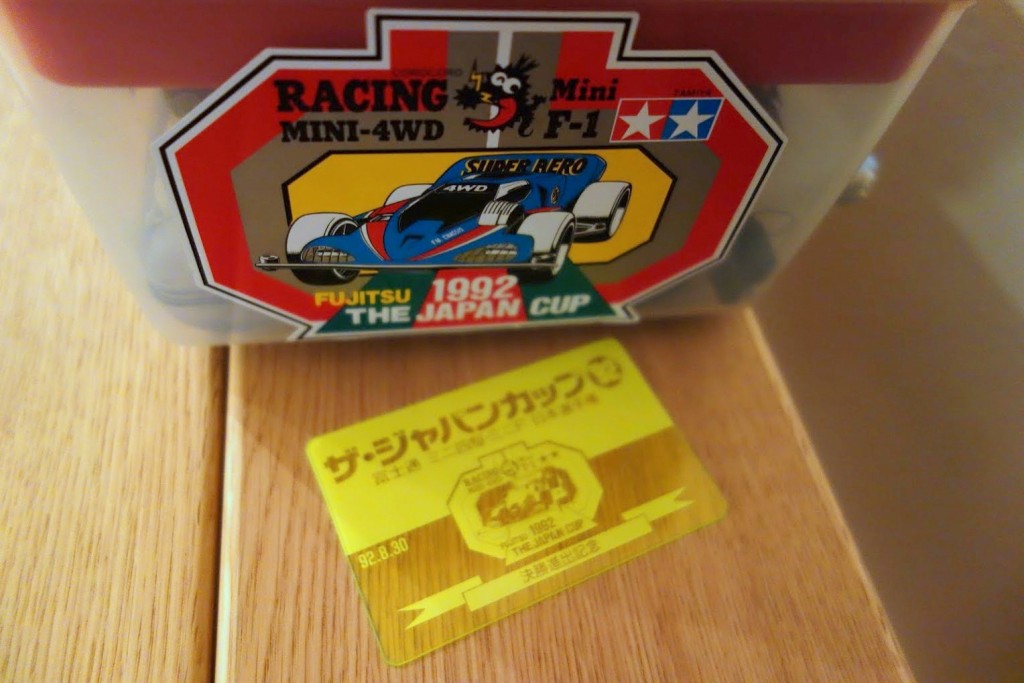 COROCORO
RACING
MINI-4WD
Mini
F-1
TAMIYA
SUPER AERO
4WD
FUJITSU
1992
THE JAPAN CUP
ザ・ジャパンカップ
富士通
RACING
1992
THE JAPAN CUP
92.8.30
決勝進出記念